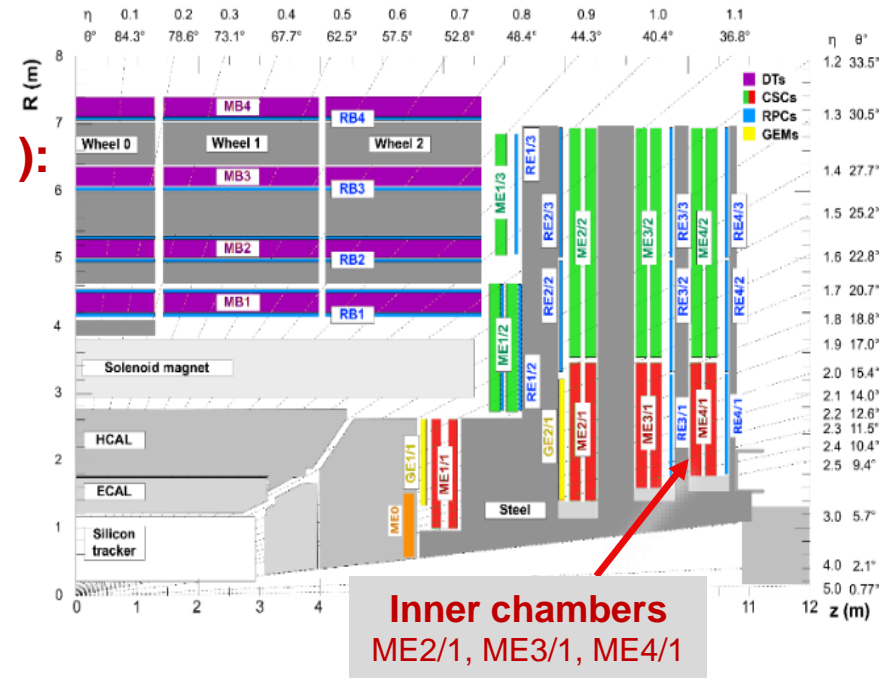 η 0.1 0.2 0.3 0.4 0.5 0.6 0.7 0.8 0.9 1.0 1.1
θ° 84.3° 78.6° 73.1° 67.7° 62.5° 57.5° 52.8° 48.4° 44.3° 40.4° 36.8° η θ°
R (m)
8
7
6
5
4
3
2
1
0
):
1.2 33.5°
1.3 30.5°
1.4 27.7°
1.5 25.2°
1.6 22.8°
1.7 20.7°
1.8 18.8°
1.9 17.0°
2.0 15.4°
2.1 14.0°
2.2 12.6°
2.3 11.5°
2.4 10.4°
2.5 9.4°
3.0 5.7°
4.0 2.1°
5.0 0.77°
DTs
CSCs
RPCs
GEMs
MB4
RB4
Wheel 0 Wheel 1 Wheel 2
MB3
RB3
MB2
RB2
MB1
RB1
Solenoid magnet
HCAL
ECAL
Silicon
tracker
Steel
ME0
GE1/1
ME1/1
ME1/2
ME1/3
RE1/2
RE1/3
GE2/1
ME2/1
RE2/2
RE2/3
ME2/2
ME3/1
ME3/2
RE3/1
RE3/2
RE3/3
ME4/1
ME4/2
RE4/1
RE4/2
RE4/3
0 1 2 3 4 11 12 z (m)
Inner chambers
ME2/1, ME3/1, ME4/1